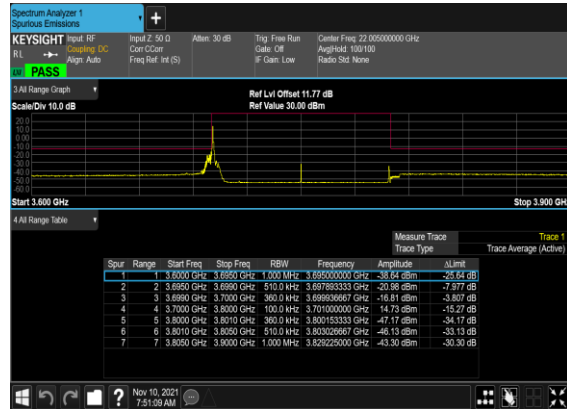 Spectrum Analyzer 1
Spurious Emissions
+
KEYSIGHT Input: RF Input Z: 50 Ω Atten: 30 dB Trig: Free Run Center Freq: 22.005000000 GHz
RL Coupling: DC Corr CCorr Gate: Off Avg|Hold: 100/100
Align: Auto Freq Ref: Int (S) IF Gain: Low Radio Std: None
PASS
3 All Range Graph
Ref Lvl Offset 11.77 dB
Scale/Div 10.0 dB Ref Value 30.00 dBm
20.0
10.0
0.00
-10.0
-20.0
-30.0
-40.0
-50.0
-60.0
Start 3.600 GHz Stop 3.900 GHz
4 All Range Table
Measure Trace Trace 1
Trace Type Trace Average (Active)
Spur Range Start Freq Stop Freq RBW Frequency Amplitude ΔLimit
1 1 3.6000 GHz 3.6950 GHz 1.000 MHz 3.695000000 GHz -38.64 dBm -25.64 dB
2 2 3.6950 GHz 3.6990 GHz 510.0 kHz 3.697893333 GHz -20.98 dBm -7.977 dB
3 3 3.6990 GHz 3.7000 GHz 360.0 kHz 3.699936667 GHz -16.81 dBm -3.807 dB
4 4 3.7000 GHz 3.8000 GHz 100.0 kHz 3.701000000 GHz 14.73 dBm -15.27 dB
5 5 3.8000 GHz 3.8010 GHz 360.0 kHz 3.800153333 GHz -47.17 dBm -34.17 dB
6 6 3.8010 GHz 3.8050 GHz 510.0 kHz 3.803026667 GHz -46.13 dBm -33.13 dB
7 7 3.8050 GHz 3.9000 GHz 1.000 MHz 3.829225000 GHz -43.30 dBm -30.30 dB
? Nov 10, 2021
7:51:09 AM